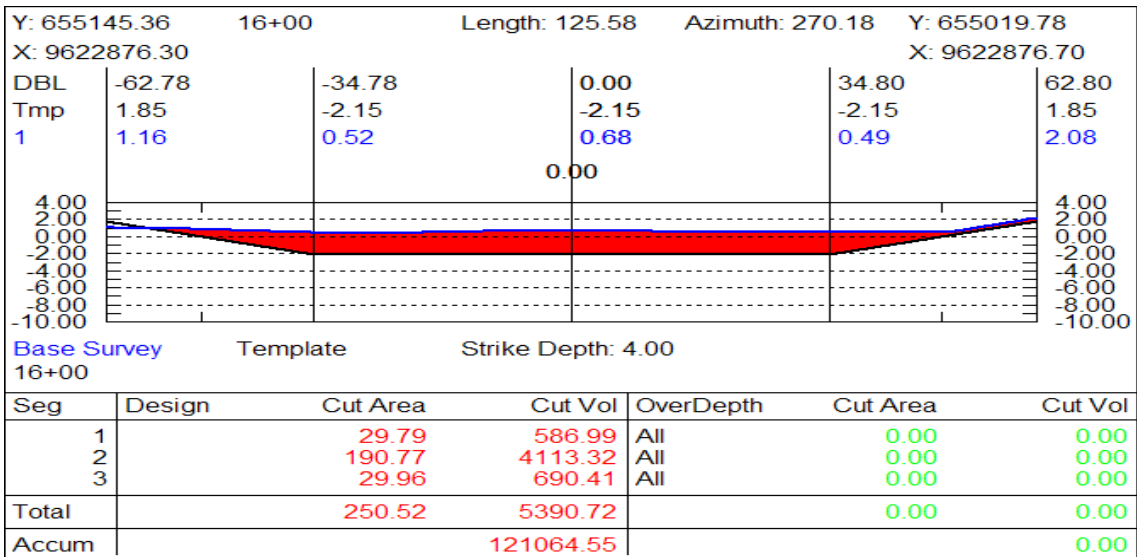 Y: 655145.36 16+00 Length: 125.58 Azimuth: 270.18 Y: 655019.78
X: 9622876.30 X: 9622876.70
DBL -62.78 -34.78 0.00 34.80 62.80
Tmp 1.85 -2.15 -2.15 -2.15 1.85
1 1.16 0.52 0.68 0.49 2.08
0.00
4.00 4.00
2.00 2.00
0.00 0.00
-2.00 -2.00
-4.00 -4.00
-6.00 -6.00
-8.00 -8.00
-10.00 -10.00
Base Survey Template Strike Depth: 4.00
16+00
Seg Design Cut Area Cut Vol OverDepth Cut Area Cut Vol
1 29.79 586.99 All 0.00 0.00
2 190.77 4113.32 All 0.00 0.00
3 29.96 690.41 All 0.00 0.00
Total 250.52 5390.72 0.00 0.00
Accum 121064.55 0.00